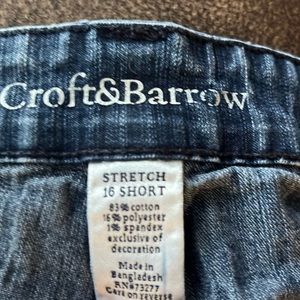 Croft&Barrow
STRETCH
16 SHORT
83% cotton
16% polyester
1% spandex
exclusive of
decoration
Made in
Bangladesh
RN#73277
Care on reverse